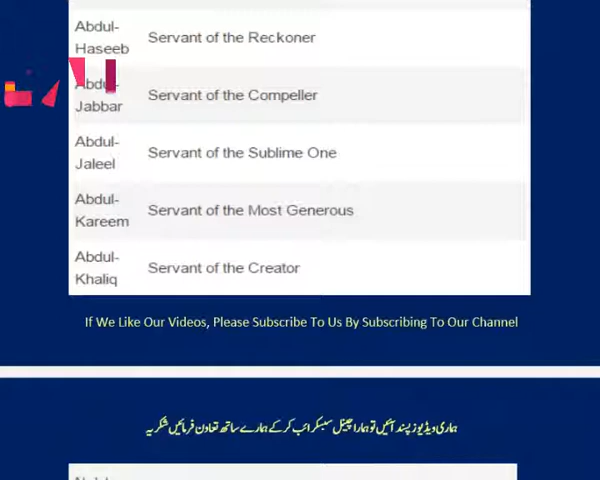 Abdul-
Haseeb
Servant of the Reckoner
Abdul-
Jabbar
Servant of the Compeller
Abdul-
Jaleel
Servant of the Sublime One
Abdul-
Kareem
Servant of the Most Generous
Abdul-
Khaliq
Servant of the Creator
If We Like Our Videos, Please Subscribe To Us By Subscribing To Our Channel
ہماری ویڈیوز پسند آئیں تو ہمارا چینل سبسکرائب کر کے ہمارے ساتھ تعاون فرمائیں شکریہ